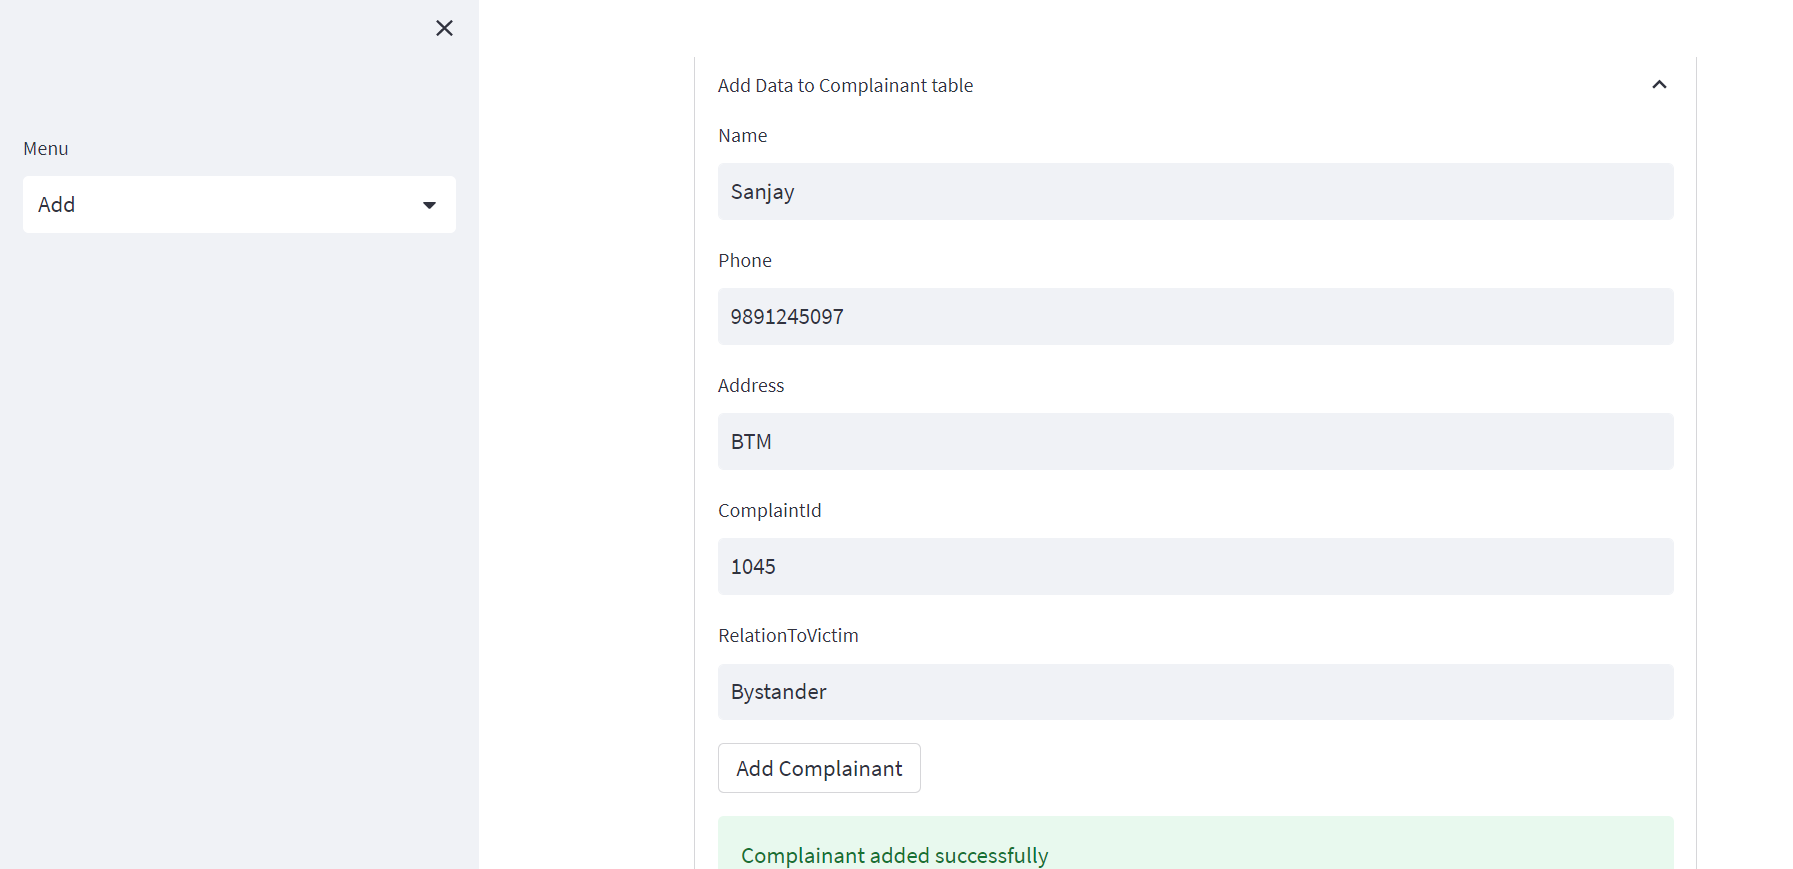 Menu
Add
Add Data to Complainant table
Name
Sanjay
Phone
9891245097
Address
BTM
ComplaintId
1045
RelationToVictim
Bystander
Add Complainant
Complainant added successfully